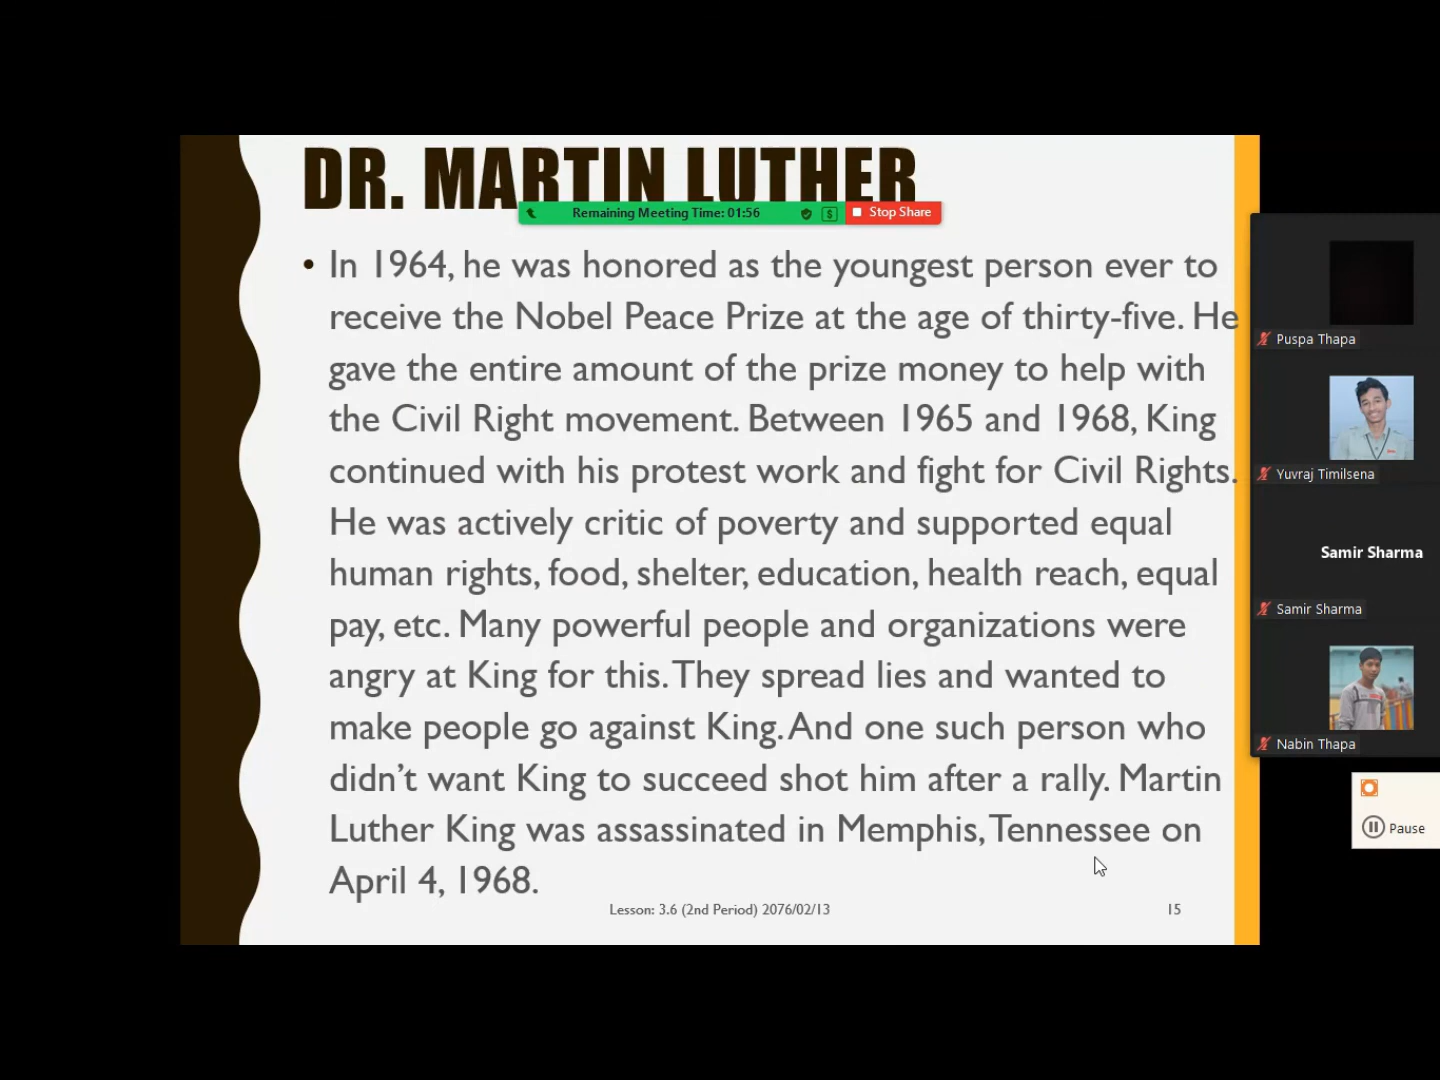 DR. MARTIN LUTHER
Remaining Meeting Time: 01:56
Stop Share
• In 1964, he was honored as the youngest person ever to
receive the Nobel Peace Prize at the age of thirty-five. He
gave the entire amount of the prize money to help with
the Civil Right movement. Between 1965 and 1968, King
continued with his protest work and fight for Civil Rights.
He was actively critic of poverty and supported equal
human rights, food, shelter, education, health reach, equal
pay, etc. Many powerful people and organizations were
angry at King for this. They spread lies and wanted to
make people go against King. And one such person who
didn’t want King to succeed shot him after a rally. Martin
Luther King was assassinated in Memphis, Tennessee on
April 4, 1968.
Lesson: 3.6 (2nd Period) 2076/02/13
15
Puspa Thapa
Yuvraj Timilsena
Samir Sharma
Samir Sharma
Nabin Thapa
Pause